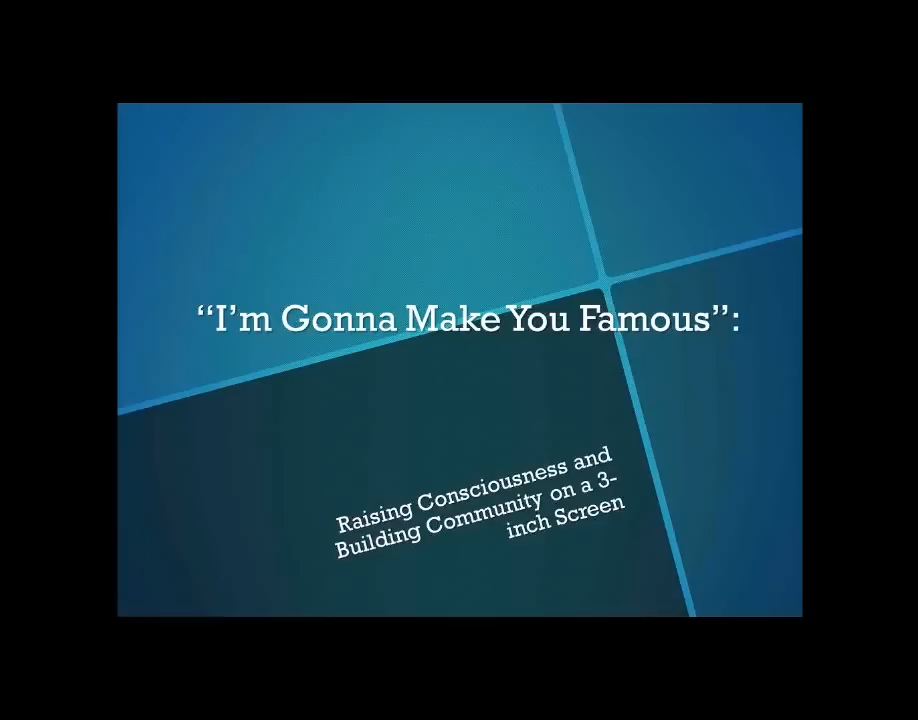 “I’m Gonna Make You Famous”:
Raising Consciousness and
Building Community on a 3-
inch Screen